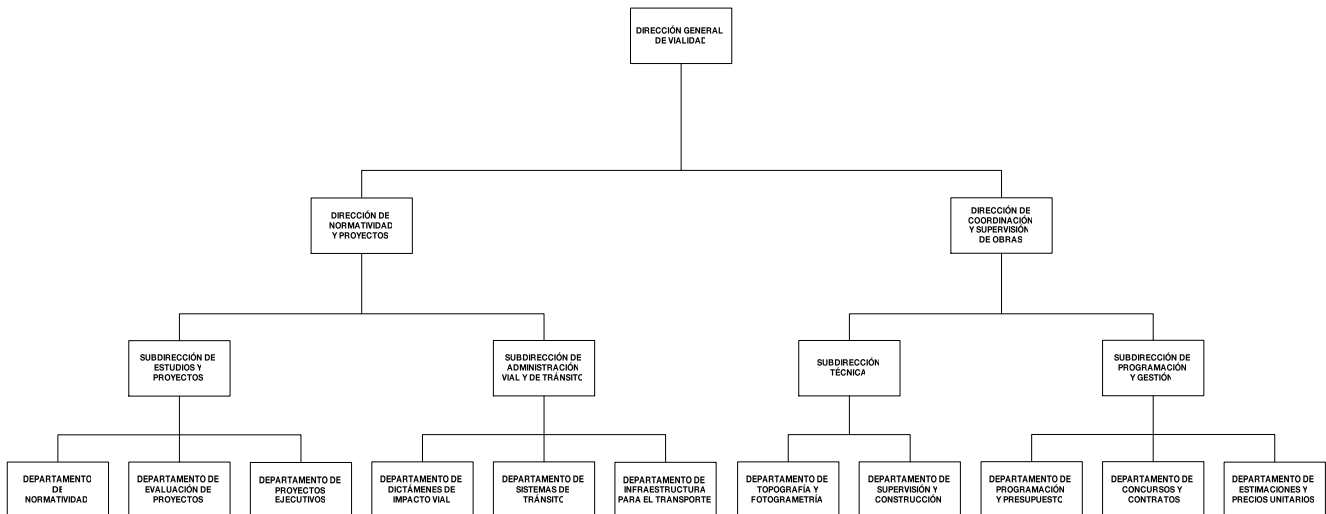 DIRECCIÓN GENERAL
DE VIALIDAD
DIRECCIÓN DE
NORMATIVIDAD
Y PROYECTOS
DIRECCIÓN DE
COORDINACIÓN
Y SUPERVISIÓN
DE OBRAS
SUBDIRECCIÓN DE
ESTUDIOS Y
PROYECTOS
SUBDIRECCIÓN DE
ADMINISTRACIÓN
VIAL Y DE TRÁNSITO
SUBDIRECCIÓN
TÉCNICA
SUBDIRECCIÓN DE
PROGRAMACIÓN
Y GESTIÓN
DEPARTAMENTO
DE
NORMATIVIDAD
DEPARTAMENTO DE
EVALUACIÓN DE
PROYECTOS
DEPARTAMENTO DE
PROYECTOS
EJECUTIVOS
DEPARTAMENTO DE
DICTÁMENES DE
IMPACTO VIAL
DEPARTAMENTO DE
SISTEMAS DE
TRÁNSITO
DEPARTAMENTO DE
INFRAESTRUCTURA
PARA EL TRANSPORTE
DEPARTAMENTO DE
TOPOGRAFÍA Y
FOTOGRAMETRÍA
DEPARTAMENTO DE
SUPERVISIÓN Y
CONSTRUCCIÓN
DEPARTAMENTO DE
PROGRAMACIÓN
Y PRESUPUESTO
DEPARTAMENTO DE
CONCURSOS Y
CONTRATOS
DEPARTAMENTO DE
ESTIMACIONES Y
PRECIOS UNITARIOS